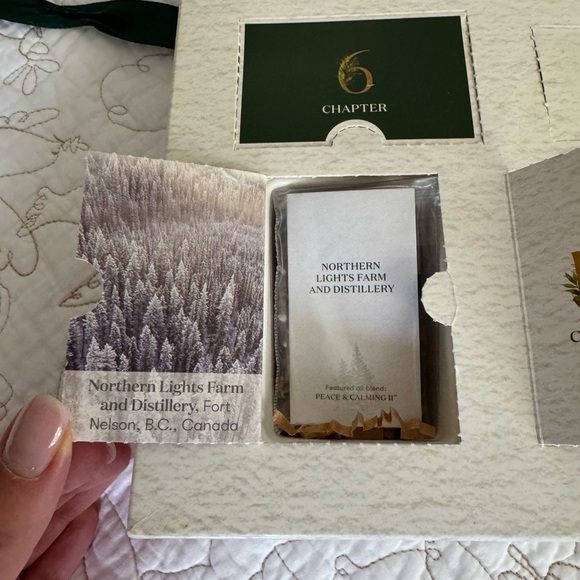 6
CHAPTER
Northern Lights Farm
and Distillery, Fort
Nelson, B.C., Canada
NORTHERN
LIGHTS FARM
AND DISTILLERY
Featured oil blend:
PEACE & CALMING II™